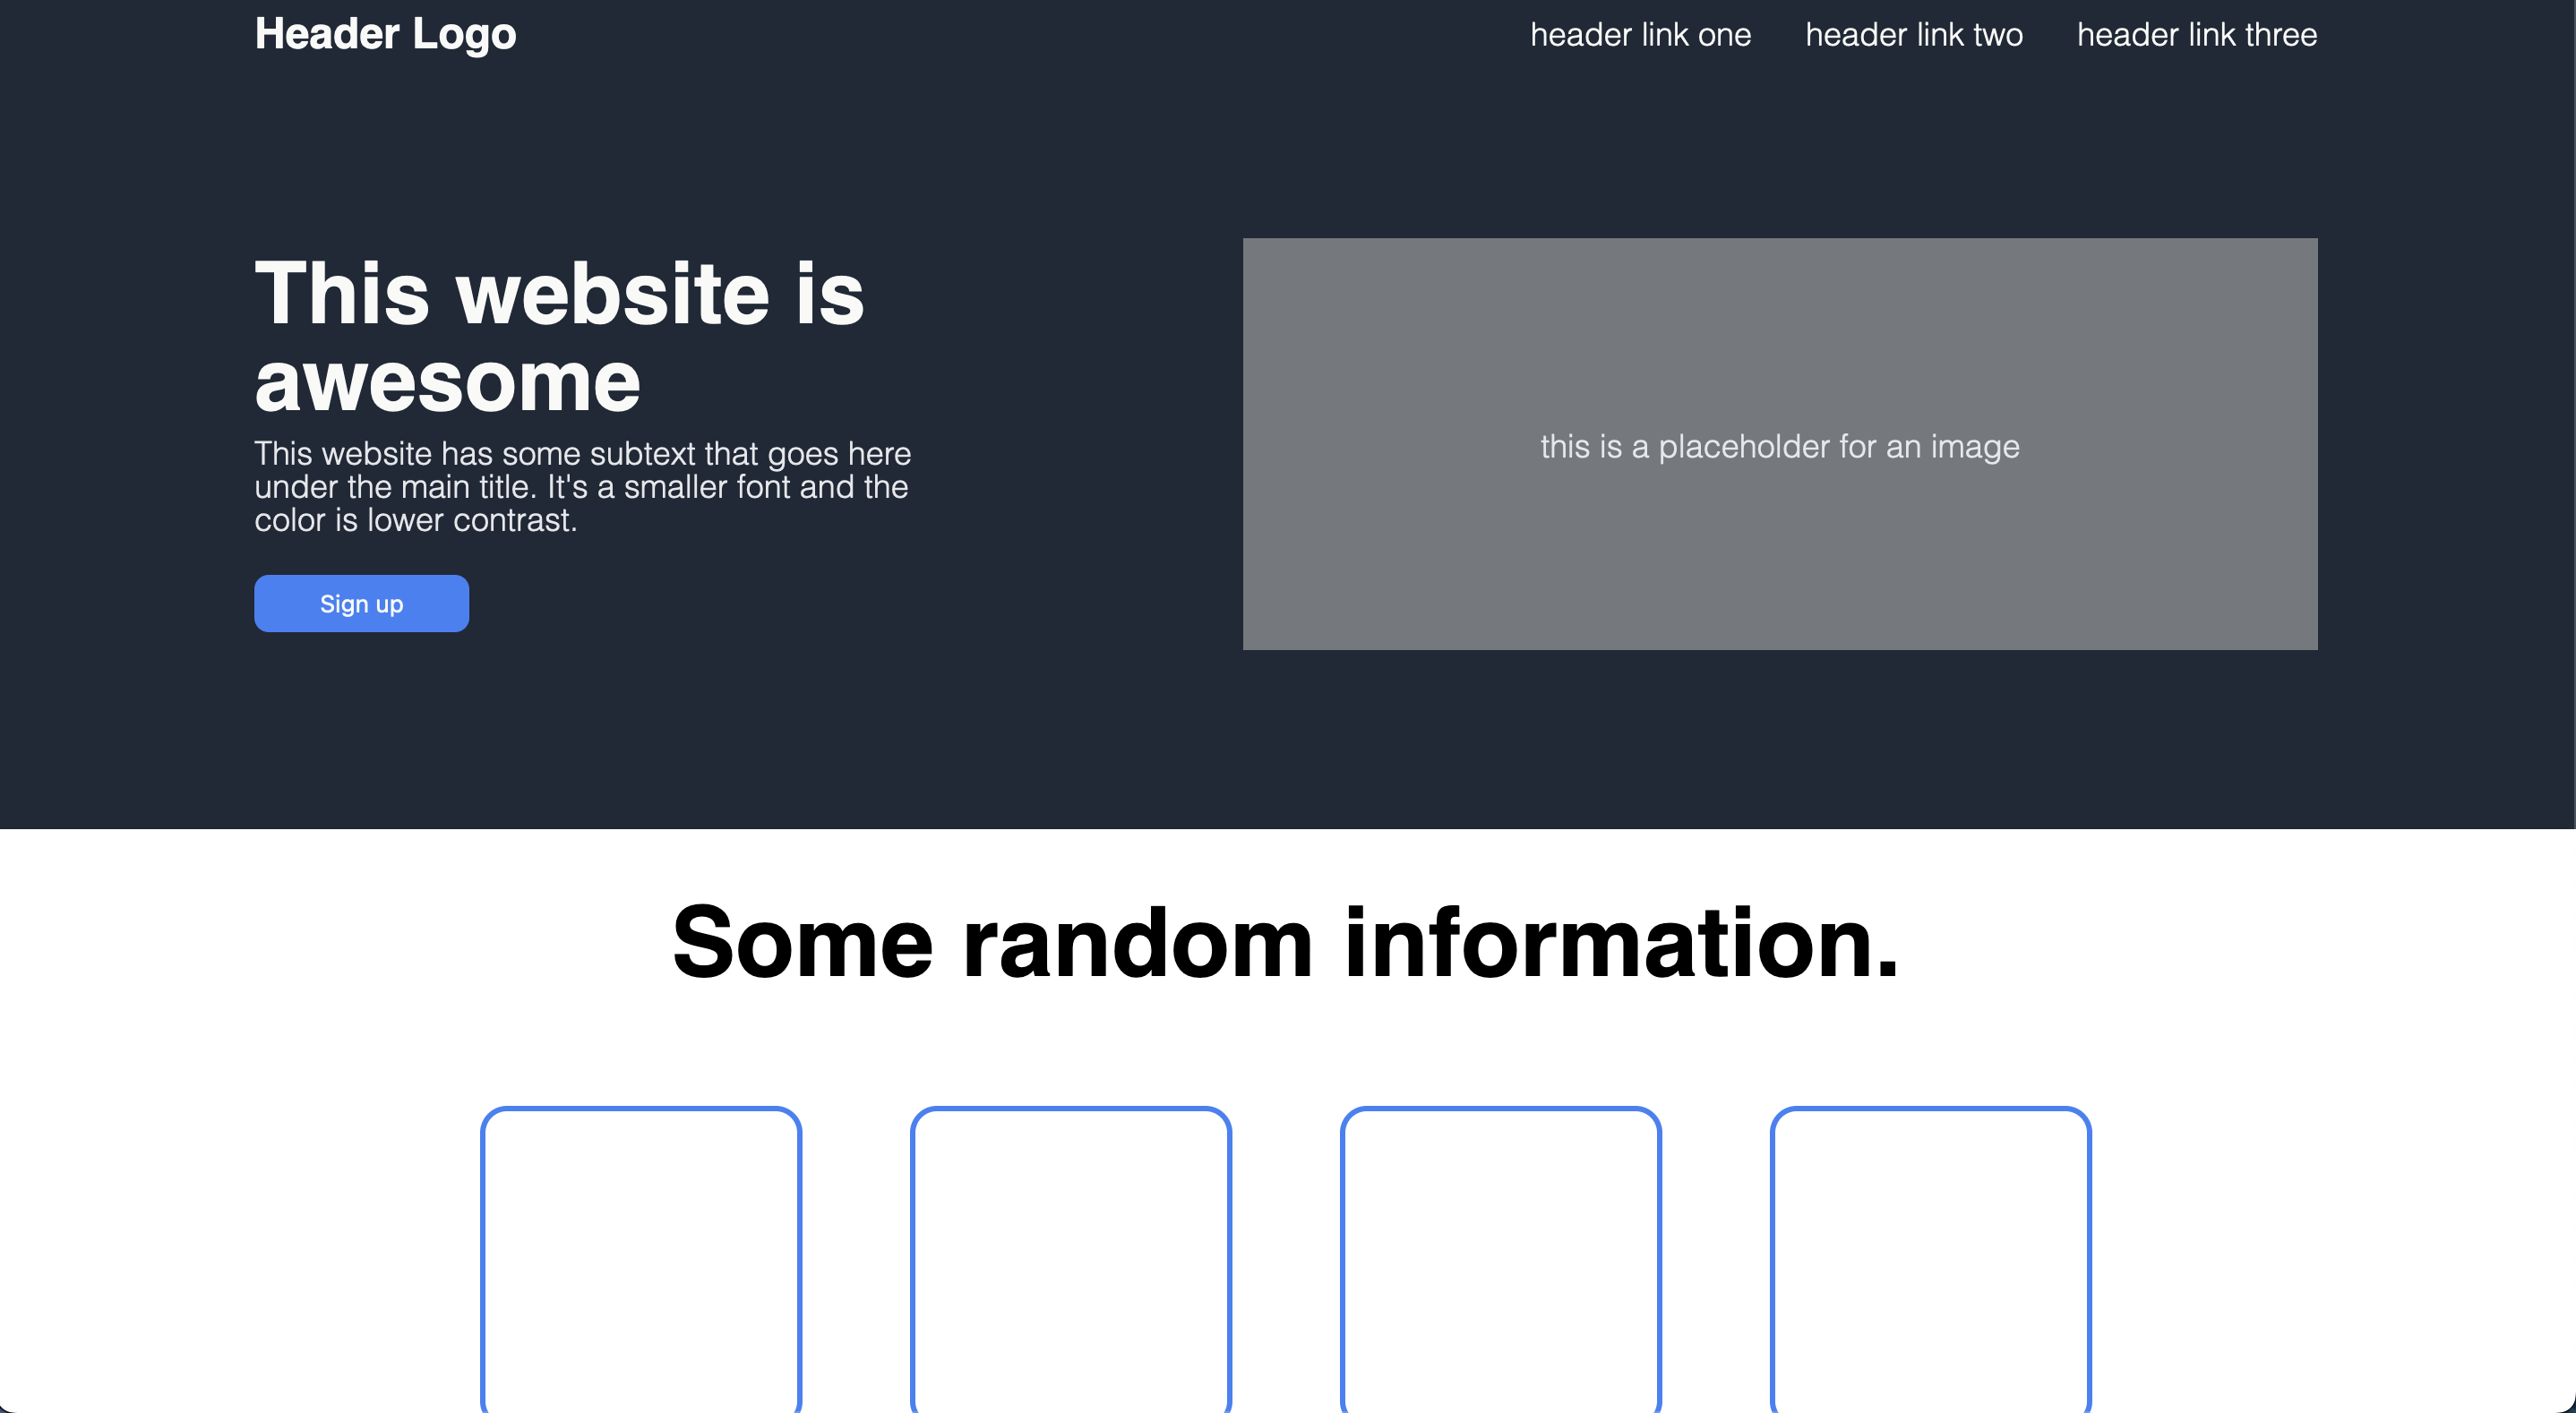 Header Logo
header link one
header link two
header link three
This website is
awesome
This website has some subtext that goes here
under the main title. It's a smaller font and the
color is lower contrast.
Sign up
this is a placeholder for an image
Some random information.